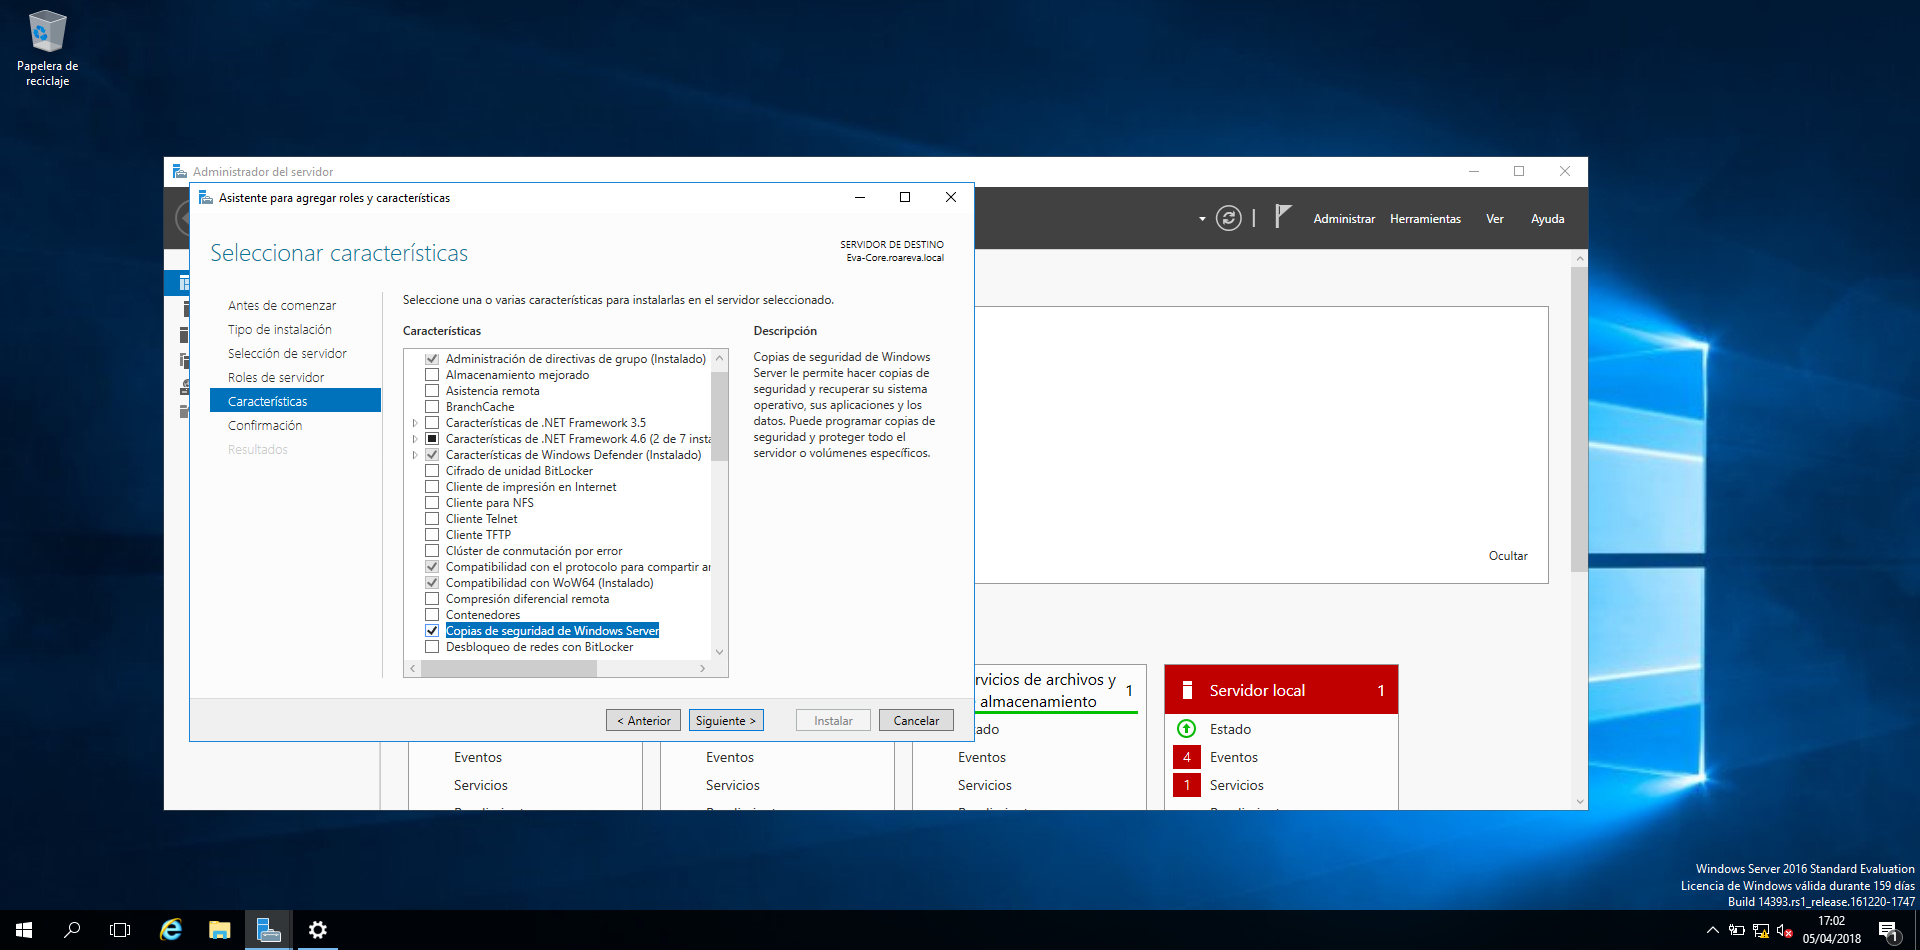 Papelera de
reciclaje
Administrador del servidor
Administrar
Herramientas
Ver
Ayuda
Asistente para agregar roles y características
Seleccionar características
SERVIDOR DE DESTINO
Eva-Core.roareva.local
Antes de comenzar
Tipo de instalación
Selección de servidor
Roles de servidor
Características
Confirmación
Resultados
Seleccione una o varias características para instalarlas en el servidor seleccionado.
Características
Administración de directivas de grupo (Instalado)
Almacenamiento mejorado
Asistencia remota
BranchCache
Características de .NET Framework 3.5
Características de .NET Framework 4.6 (2 de 7 insta
Características de Windows Defender (Instalado)
Cifrado de unidad BitLocker
Cliente de impresión en Internet
Cliente para NFS
Cliente Telnet
Cliente TFTP
Clúster de conmutación por error
Compatibilidad con el protocolo para compartir ar
Compatibilidad con WoW64 (Instalado)
Compresión diferencial remota
Contenedores
Copias de seguridad de Windows Server
Desbloqueo de redes con BitLocker
Descripción
Copias de seguridad de Windows
Server le permite hacer copias de
seguridad y recuperar su sistema
operativo, sus aplicaciones y los
datos. Puede programar copias de
seguridad y proteger todo el
servidor o volúmenes específicos.
< Anterior
Siguiente >
Instalar
Cancelar
Ocultar
Eventos
Servicios
Eventos
Servicios
rvicios de archivos y
almacenamiento
1
ado
Eventos
Servicios
Servidor local
1
Estado
4
Eventos
1
Servicios
Windows Server 2016 Standard Evaluation
Licencia de Windows válida durante 159 días
Build 14393.rs1_release.161220-1747
17:02
05/04/2018
1